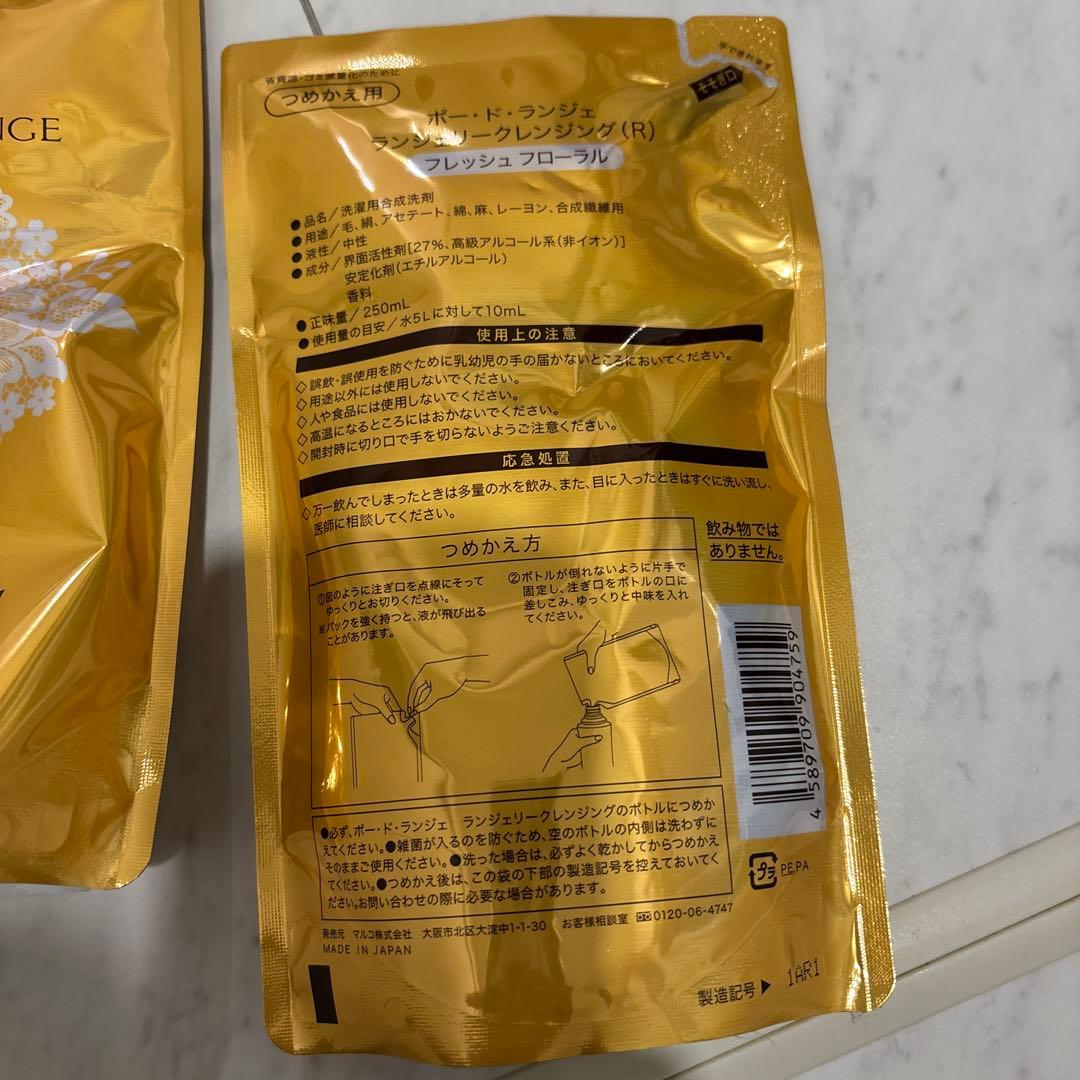 NGE
省資源・ゴミ減量化のために
つめかえ用
手できれます
そそぎ口
ポー・ド・ランジェ
ランジェリークレンジング(R)
フレッシュ フローラル
●品名/洗濯用合成洗剤
●用途/毛、絹、アセテート、綿、麻、レーヨン、合成繊維用
●液性/中性
●成分/界面活性剤[27%、高級アルコール系(非イオン)]
安定化剤(エチルアルコール)
香料
●正味量/250mL
●使用量の目安/水5Lに対して10mL
使用上の注意
◇誤飲・誤使用を防ぐために乳幼児の手の届かないところにおいてください。
◇用途以外には使用しないでください。
◇人や食品には使用しないでください。
◇高温になるところにはおかないでください。
◇開封時に切り口で手を切らないようご注意ください。
応急処置
◇万一飲んでしまったときは多量の水を飲み、また、目に入ったときはすぐに洗い流し、
医師に相談してください。
つめかえ方
①図のように注ぎ口を点線にそって
ゆっくりとお切りください。
※パックを強く持つと、液が飛び出る
ことがあります。
②ボトルが倒れないように片手で
固定し、注ぎ口をボトルの口に
差しこみ、ゆっくりと中味を入れ
てください。
飲み物では
ありません。
4 589709 904759
●必ず、ポー・ド・ランジェ ランジェリークレンジングのボトルにつめか
えてください。●雑菌が入るのを防ぐため、空のボトルの内側は洗わずに
そのままご使用ください。●洗った場合は、必ずよく乾かしてからつめかえ
てください。●つめかえ後は、この袋の下部の製造記号を控えておいてく
ださい。お問い合わせの際に必要な場合があります。
プラ PE,PA
発売元 マルコ株式会社 大阪市北区大淀中1-1-30 お客様相談室 0120-06-4747
MADE IN JAPAN
製造記号▶ 1AR1